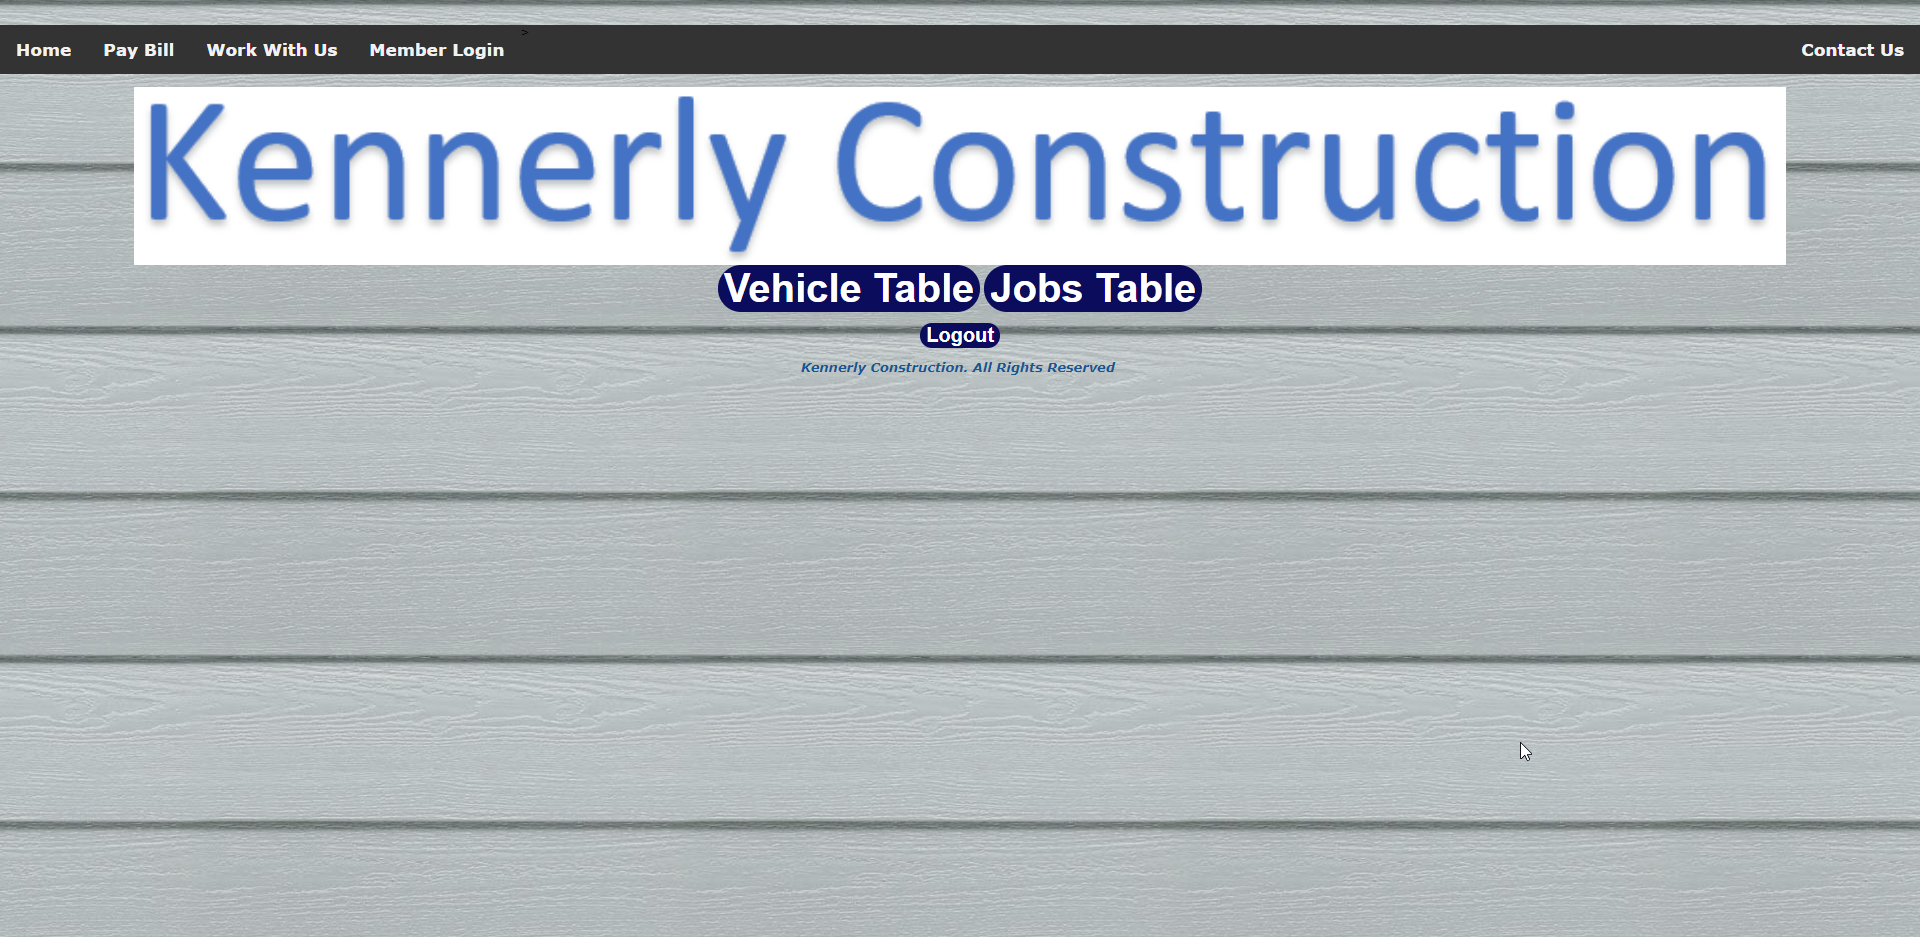 Home Pay Bill Work With Us Member Login > Contact Us
Kennerly Construction
Vehicle Table Jobs Table
Logout
Kennerly Construction. All Rights Reserved